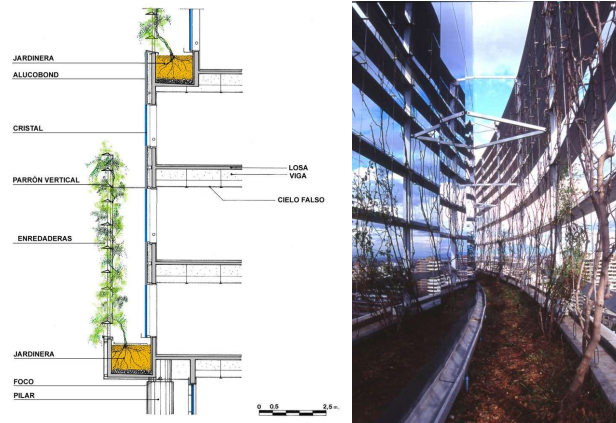 JARDINERA
ALUCOBOND
CRISTAL
LOSA
VIGA
PARRÓN VERTICAL
CIELO FALSO
ENREDADERAS
JARDINERA
FOCO
PILAR
0 0.5 2,5 m.